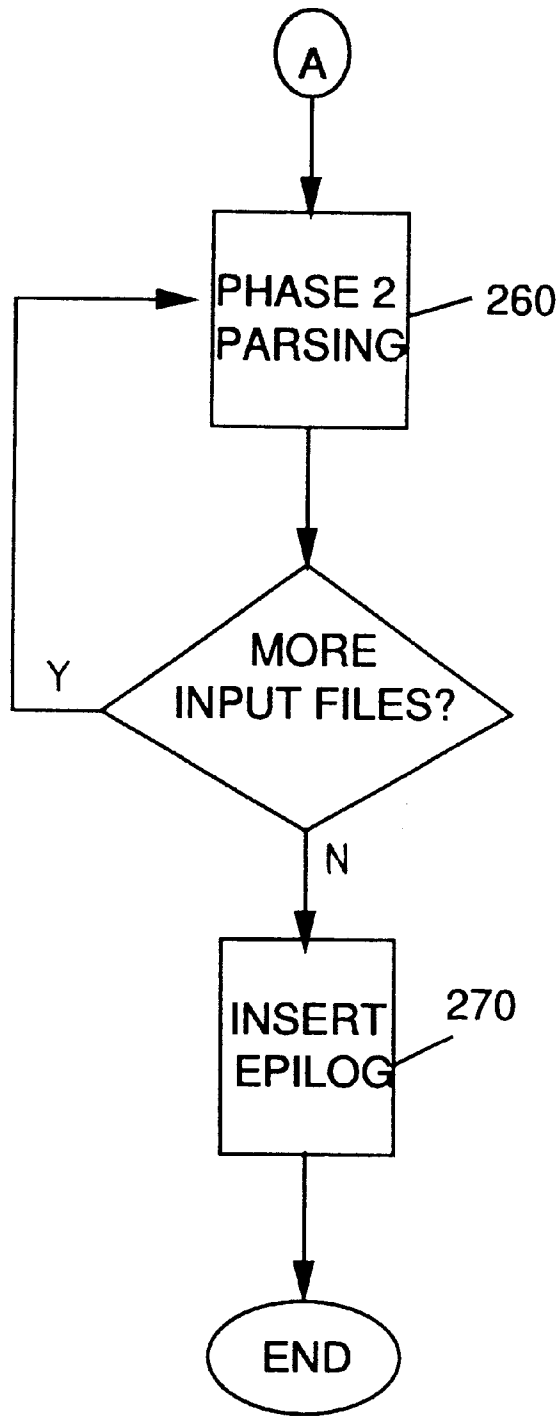 A
PHASE 2
PARSING
260
MORE
INPUT FILES?
Y
N
INSERT
EPILOG
270
END